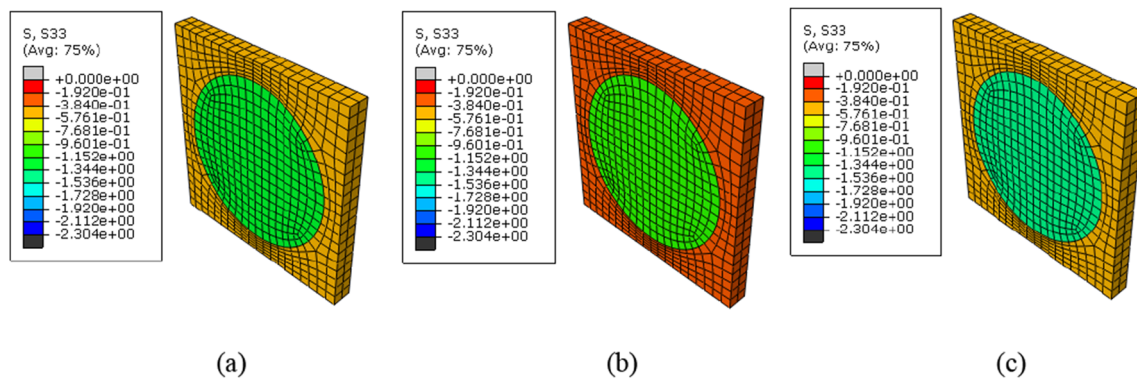 S, S33
(Avg: 75%)
+0.000e+00
-1.920e-01
-3.840e-01
-5.761e-01
-7.681e-01
-9.601e-01
-1.152e+00
-1.344e+00
-1.536e+00
-1.728e+00
-1.920e+00
-2.112e+00
-2.304e+00
S, S33
(Avg: 75%)
+0.000e+00
-1.920e-01
-3.840e-01
-5.761e-01
-7.681e-01
-9.601e-01
-1.152e+00
-1.344e+00
-1.536e+00
-1.728e+00
-1.920e+00
-2.112e+00
-2.304e+00
S, S33
(Avg: 75%)
+0.000e+00
-1.920e-01
-3.840e-01
-5.761e-01
-7.681e-01
-9.601e-01
-1.152e+00
-1.344e+00
-1.536e+00
-1.728e+00
-1.920e+00
-2.112e+00
-2.304e+00
(a)
(b)
(c)